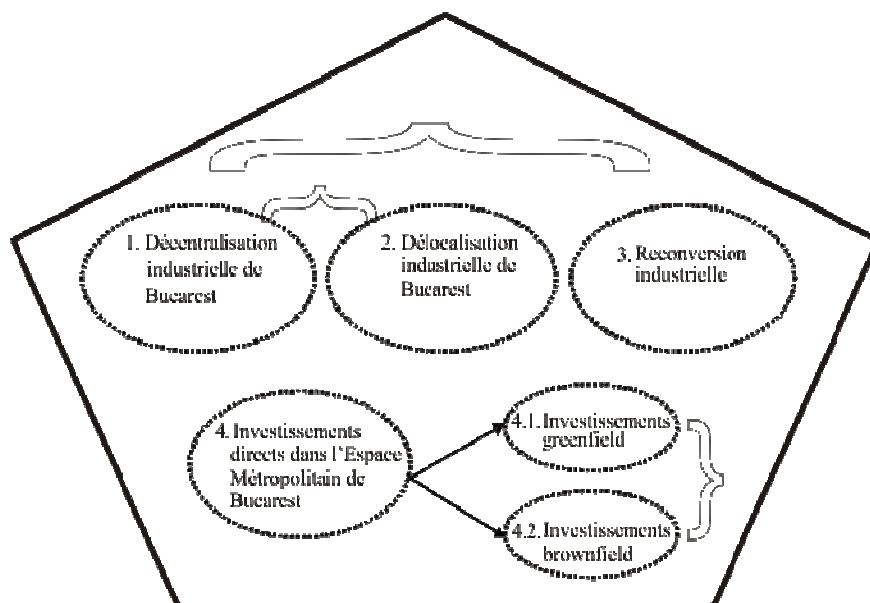 1. Décentralisation
industrielle de
Bucarest
2. Délocalisation
industrielle de
Bucarest
3. Reconversion
industrielle
4. Investissements
directs dans l'Espace
Métropolitain de
Bucarest
4.1. Investissements
greenfield
4.2. Investissements
brownfield